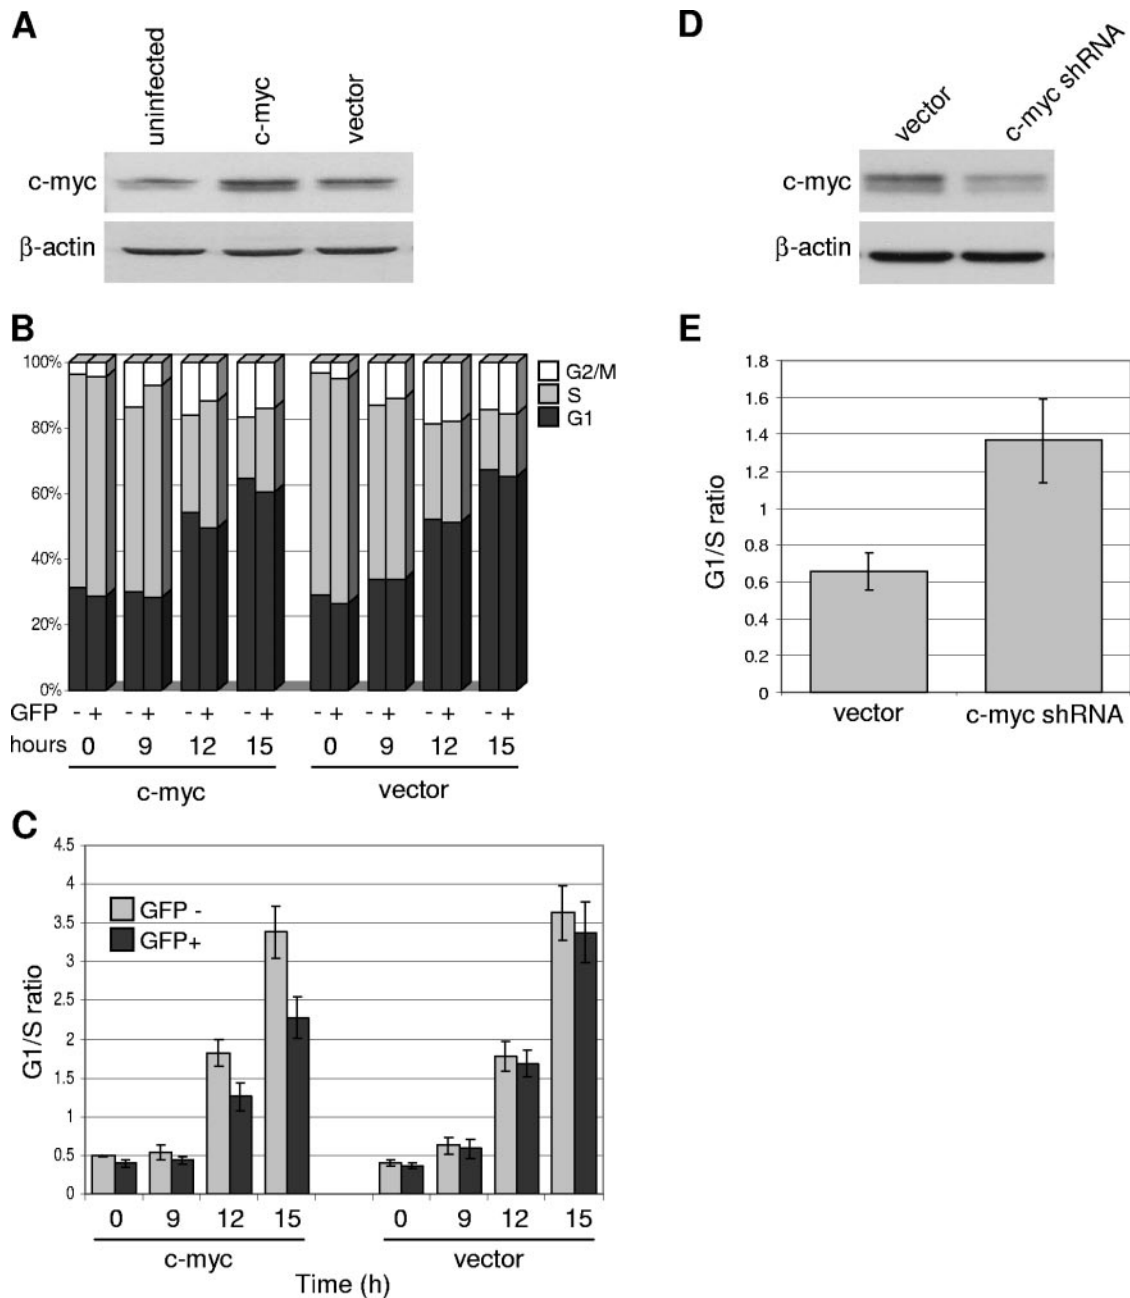 A
uninfected
c-myc
vector
c-myc
β-actin
B
100%
80%
60%
40%
20%
0%
G2/M
S
G1
GFP - + - + - + - + - + - + - + - +
hours 0 9 12 15 0 9 12 15
c-myc vector
C
4.5
4
3.5
3
2.5
2
1.5
1
0.5
0
G1/S ratio
GFP -
GFP+
0 9 12 15 0 9 12 15
c-myc vector
Time (h)
D
vector
c-myc shRNA
c-myc
β-actin
E
1.8
1.6
1.4
1.2
1
0.8
0.6
0.4
0.2
0
G1/S ratio
vector c-myc shRNA